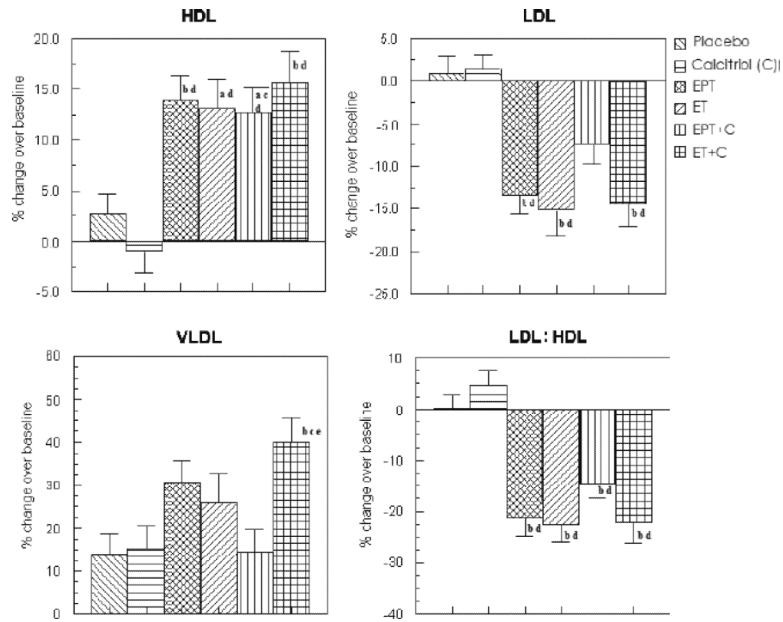 HDL
% change over baseline
20.0
15.0
10.0
5.0
0.0
-5.0
b d
a d
a c
d
b d
LDL
% change over baseline
5.0
0.0
-5.0
-10.0
-15.0
-20.0
-25.0
b d
b d
Placebo
Calcitriol (C)
EPT
ET
EPT+C
ET+C
VLDL
% change over baseline
60
50
40
30
20
10
0
b c e
LDL: HDL
% change over baseline
10
0
-10
-20
-30
-40
b d
b d
b d
b d